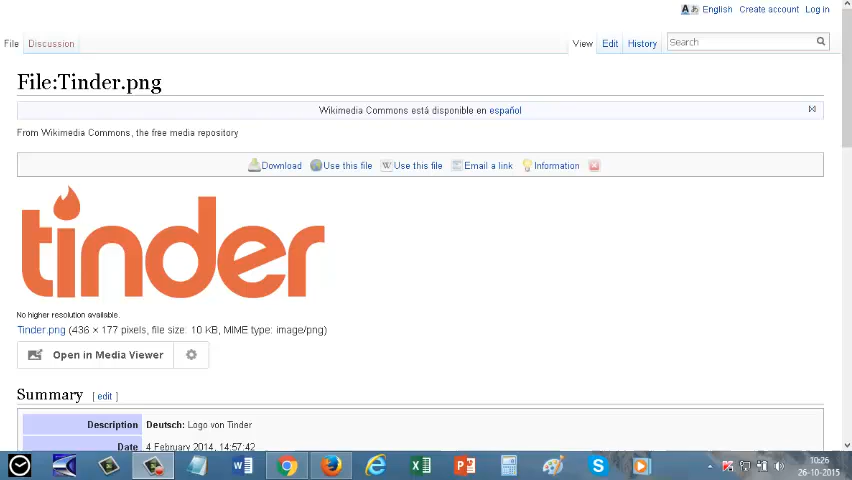 English Create account Log in
File Discussion View Edit History Search
File:Tinder.png
Wikimedia Commons está disponible en español
From Wikimedia Commons, the free media repository
Download Use this file W Use this file Email a link Information
tinder
No higher resolution available.
Tinder.png (436 × 177 pixels, file size: 10 KB, MIME type: image/png)
Open in Media Viewer
Summary [ edit ]
Description Deutsch: Logo von Tinder
Date 4 February 2014, 14:57:42
10:26
26-10-2015